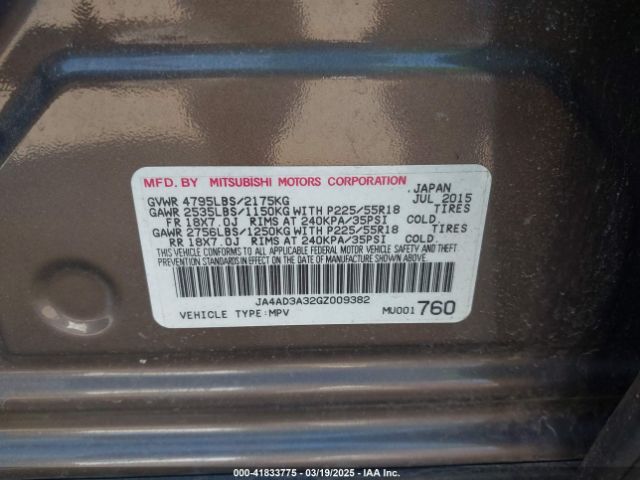 MFD. BY MITSUBISHI MOTORS CORPORATION , JAPAN
GVWR 4795LBS/2175KG JUL 2015
GAWR 2535LBS/1150KG WITH P225/55R18 TIRES
FR 18X7.0J RIMS AT 240KPA/35PSI COLD
GAWR 2756LBS/1250KG WITH P225/55R18 TIRES
RR 18X7.0J RIMS AT 240KPA/35PSI COLD.
THIS VEHICLE CONFORMS TO ALL APPLICABLE FEDERAL MOTOR VEHICLE SAFETY, BUMPER AND THEFT
PREVENTION STANDARDS IN EFFECT ON THE DATE OF MANUFACTURE SHOWN ABOVE.
JA4AD3A32GZ009382
VEHICLE TYPE:MPV MU001 760
000-41833775 — 03/19/2025 — IAA Inc.